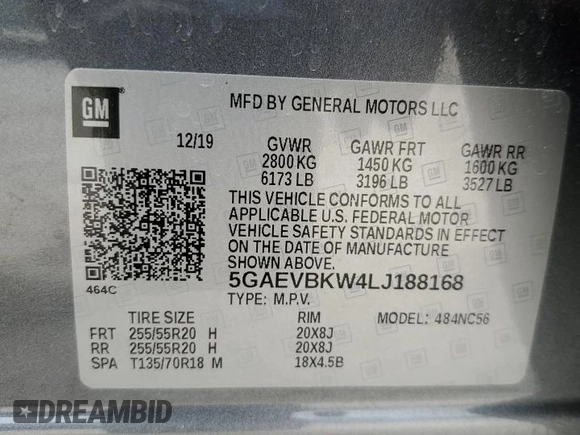 GM
MFD BY GENERAL MOTORS LLC
12/19 GVWR GAWR FRT GAWR RR
2800 KG 1450 KG 1600 KG
6173 LB 3196 LB 3527 LB
THIS VEHICLE CONFORMS TO ALL
APPLICABLE U.S. FEDERAL MOTOR
VEHICLE SAFETY STANDARDS IN EFFECT
ON THE DATE OF MANUFACTURE
SHOWN ABOVE.
464C
5GAEVBKW4LJ188168
TYPE: M.P.V.
TIRE SIZE RIM MODEL: 484NC56
FRT 255/55R20 H 20X8J
RR 255/55R20 H 20X8J
SPA T135/70R18 M 18X4.5B
DREAMBID